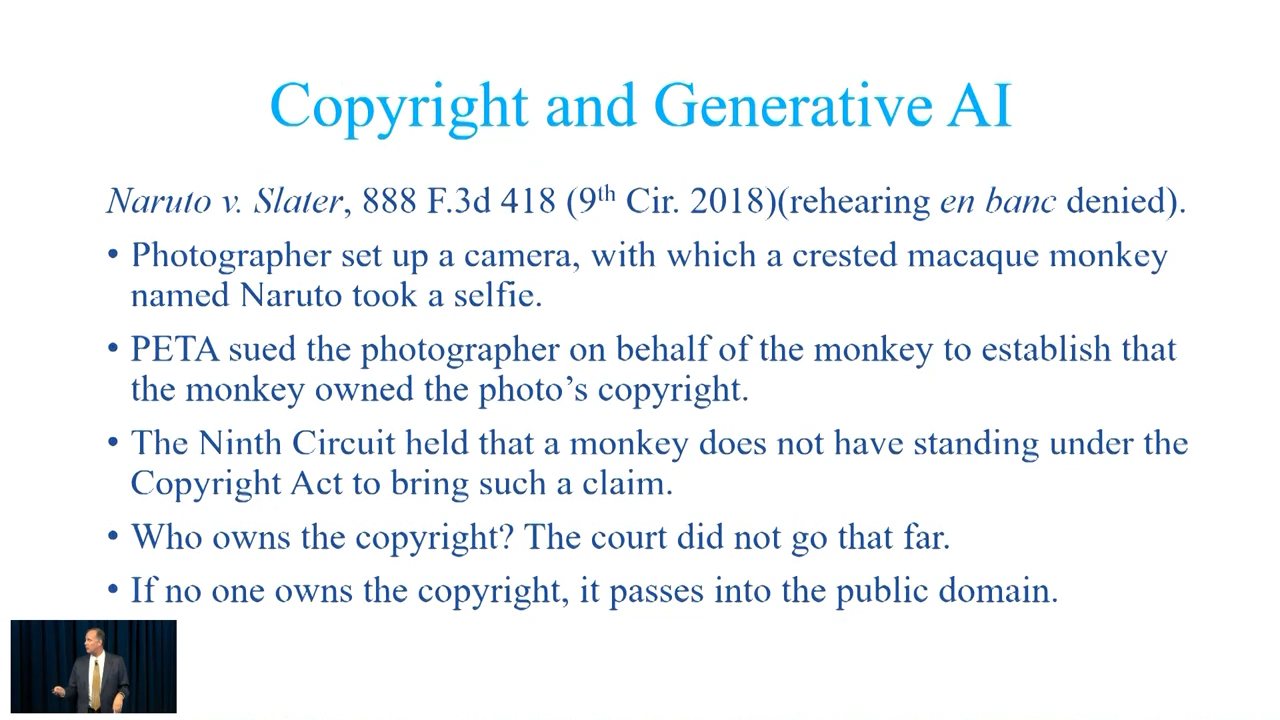 Copyright and Generative AI
Naruto v. Slater, 888 F.3d 418 (9th Cir. 2018)(rehearing en banc denied).
• Photographer set up a camera, with which a crested macaque monkey
named Naruto took a selfie.
• PETA sued the photographer on behalf of the monkey to establish that
the monkey owned the photo’s copyright.
• The Ninth Circuit held that a monkey does not have standing under the
Copyright Act to bring such a claim.
• Who owns the copyright? The court did not go that far.
• If no one owns the copyright, it passes into the public domain.